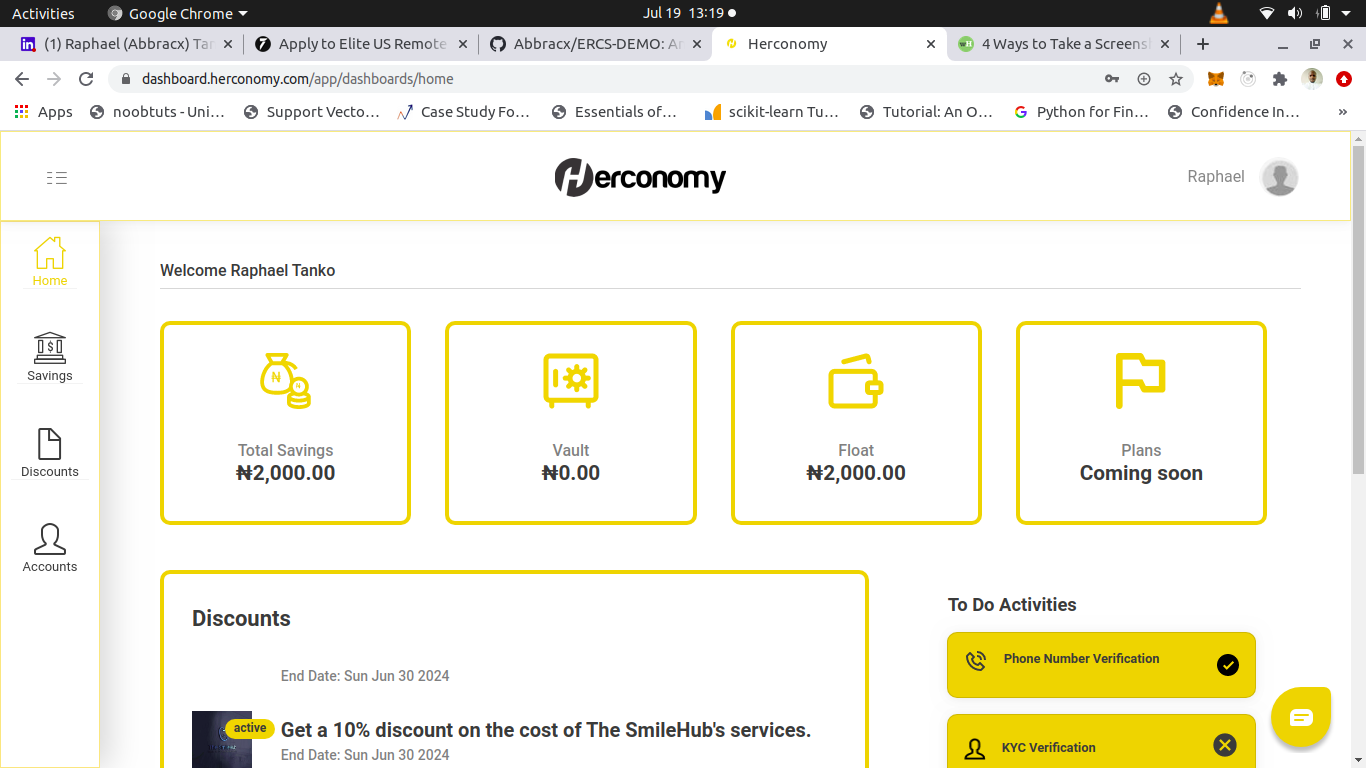 Activities
Google Chrome
Jul 19 13:19
(1) Raphael (Abbracx) Tan
Apply to Elite US Remote
Abbracx/ERCS-DEMO: An
Herconomy
4 Ways to Take a Screensh
dashboard.herconomy.com/app/dashboards/home
Apps
noobtuts - Uni...
Support Vecto...
Case Study Fo...
Essentials of...
scikit-learn Tu...
Tutorial: An O...
Python for Fin...
Confidence In...
»
Herconomy
Raphael
Home
Savings
Discounts
Accounts
Welcome Raphael Tanko
Total Savings
₦2,000.00
Vault
₦0.00
Float
₦2,000.00
Plans
Coming soon
Discounts
End Date: Sun Jun 30 2024
active
Get a 10% discount on the cost of The SmileHub's services.
End Date: Sun Jun 30 2024
To Do Activities
Phone Number Verification
KYC Verification